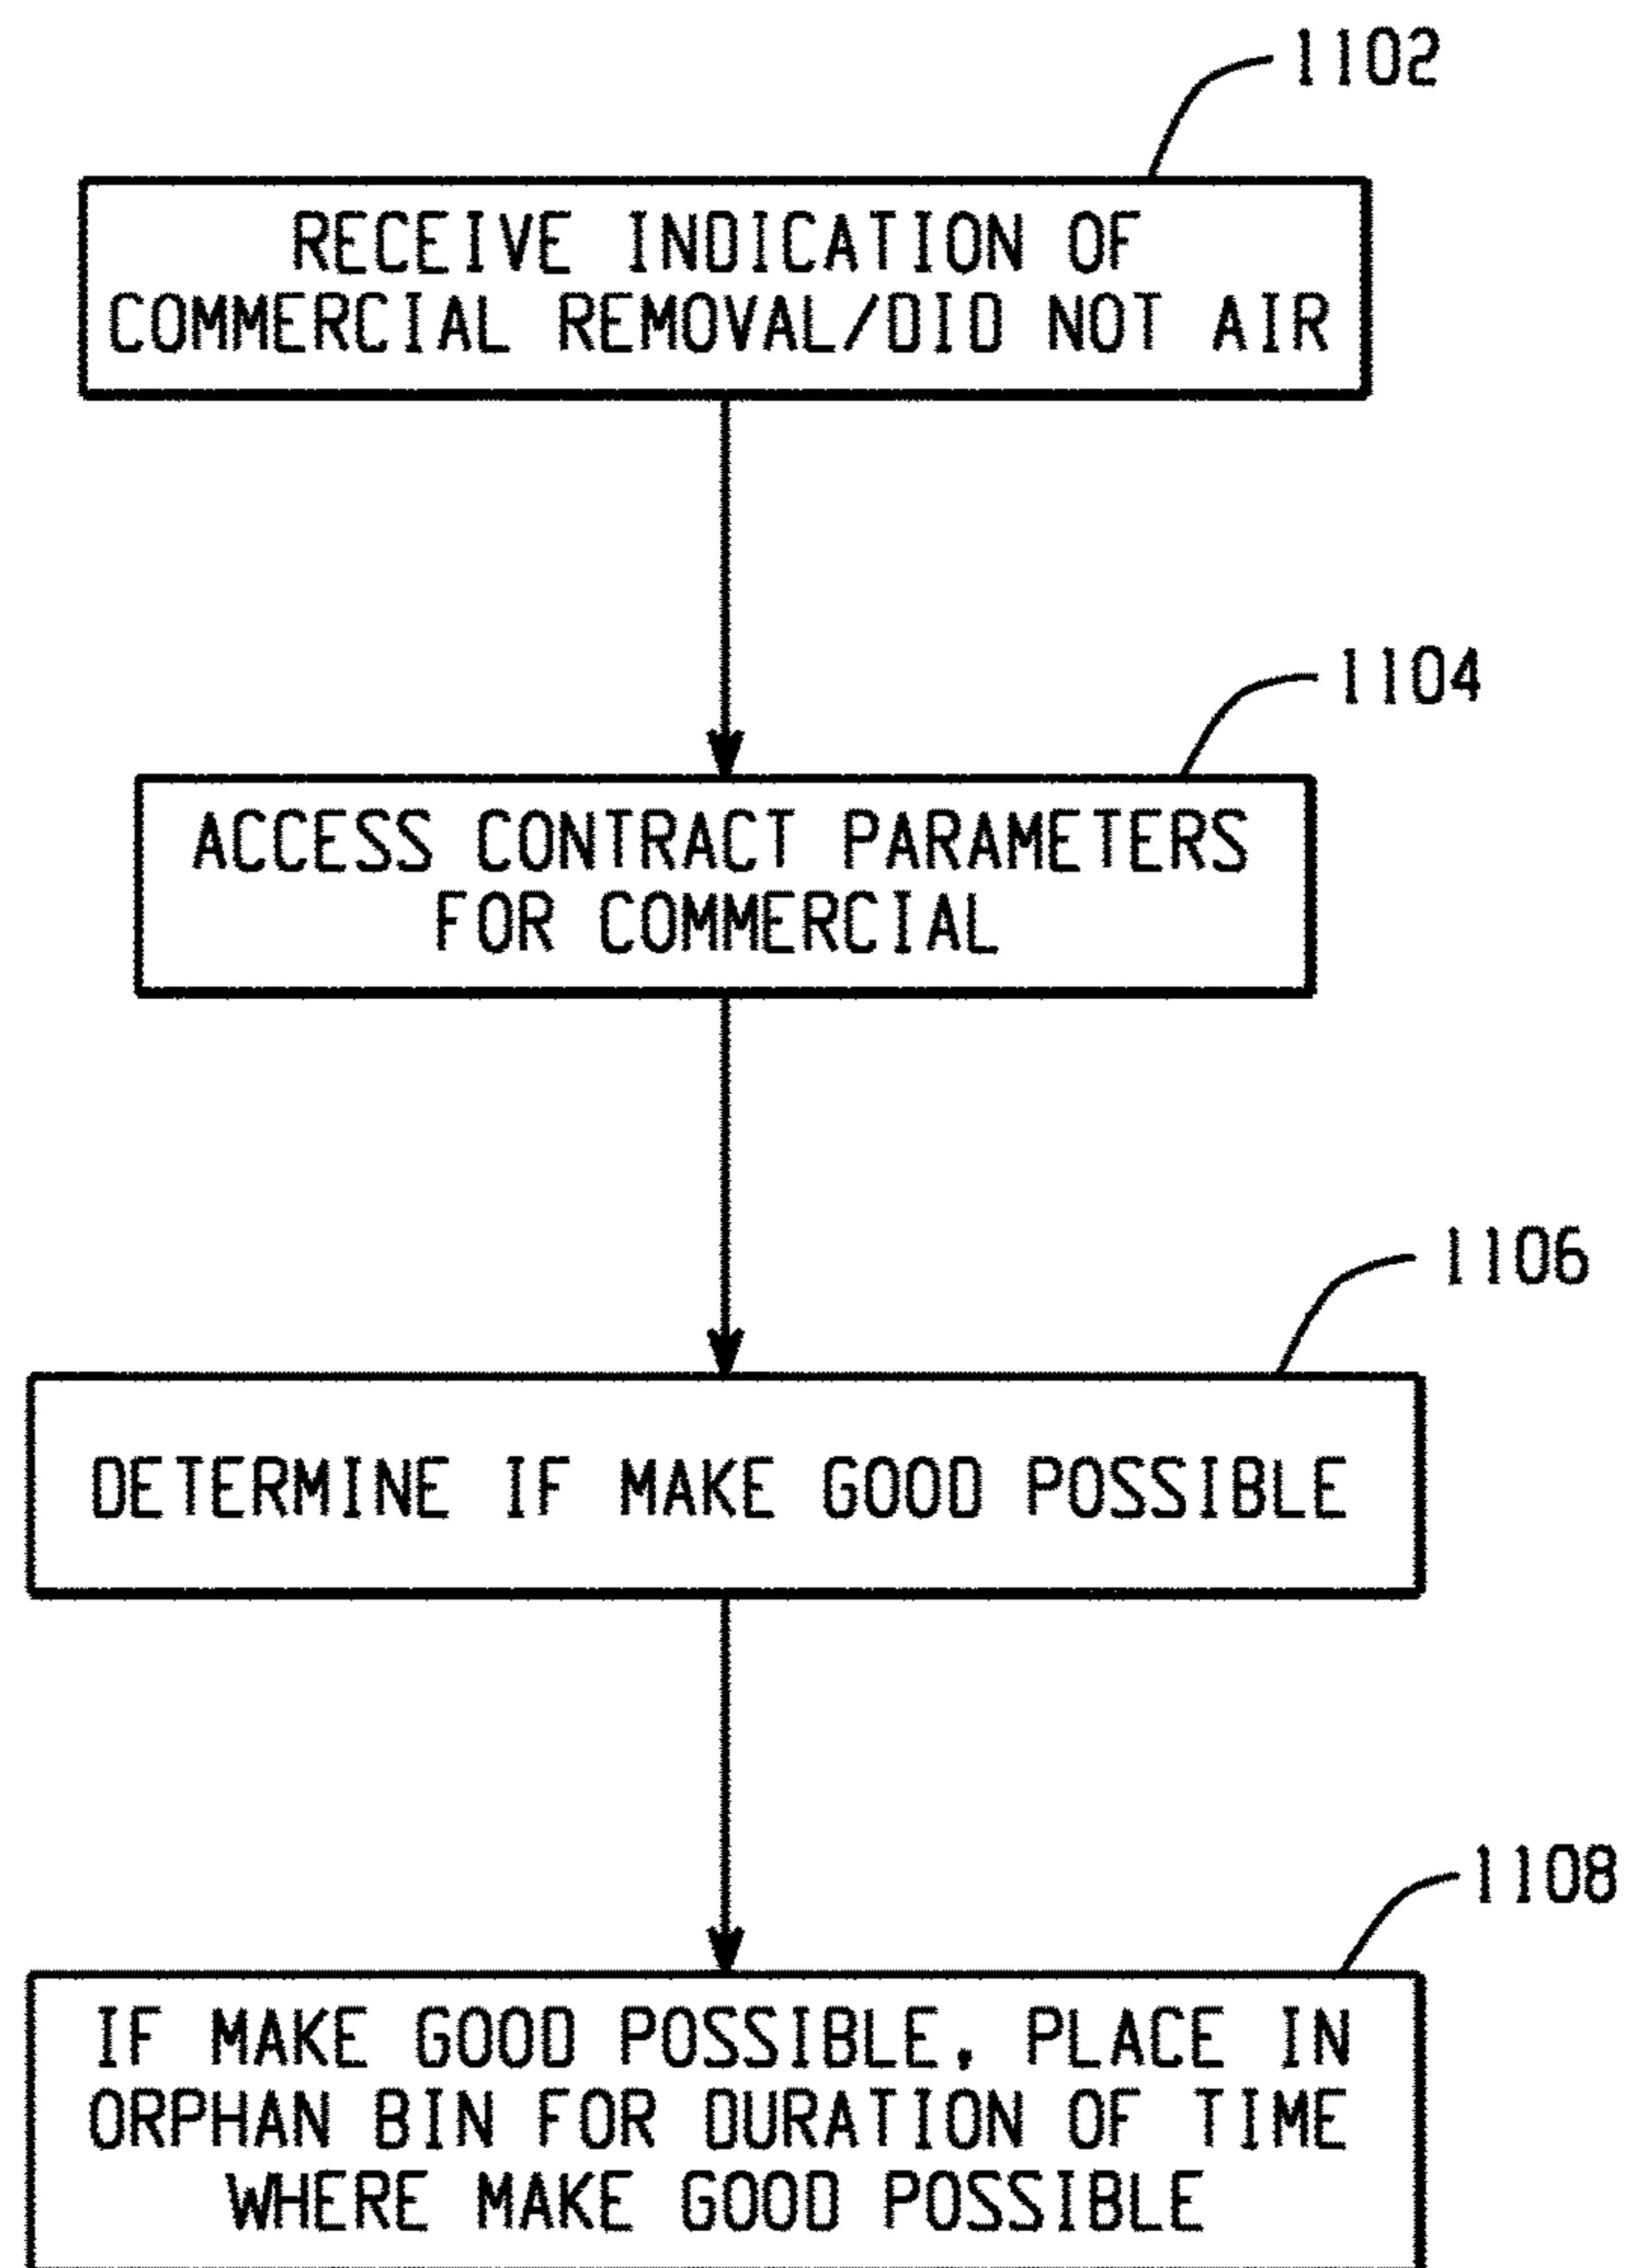 1102
RECEIVE INDICATION OF
COMMERCIAL REMOVAL/DID NOT AIR
1104
ACCESS CONTRACT PARAMETERS
FOR COMMERCIAL
1106
DETERMINE IF MAKE GOOD POSSIBLE
1108
IF MAKE GOOD POSSIBLE, PLACE IN
ORPHAN BIN FOR DURATION OF TIME
WHERE MAKE GOOD POSSIBLE